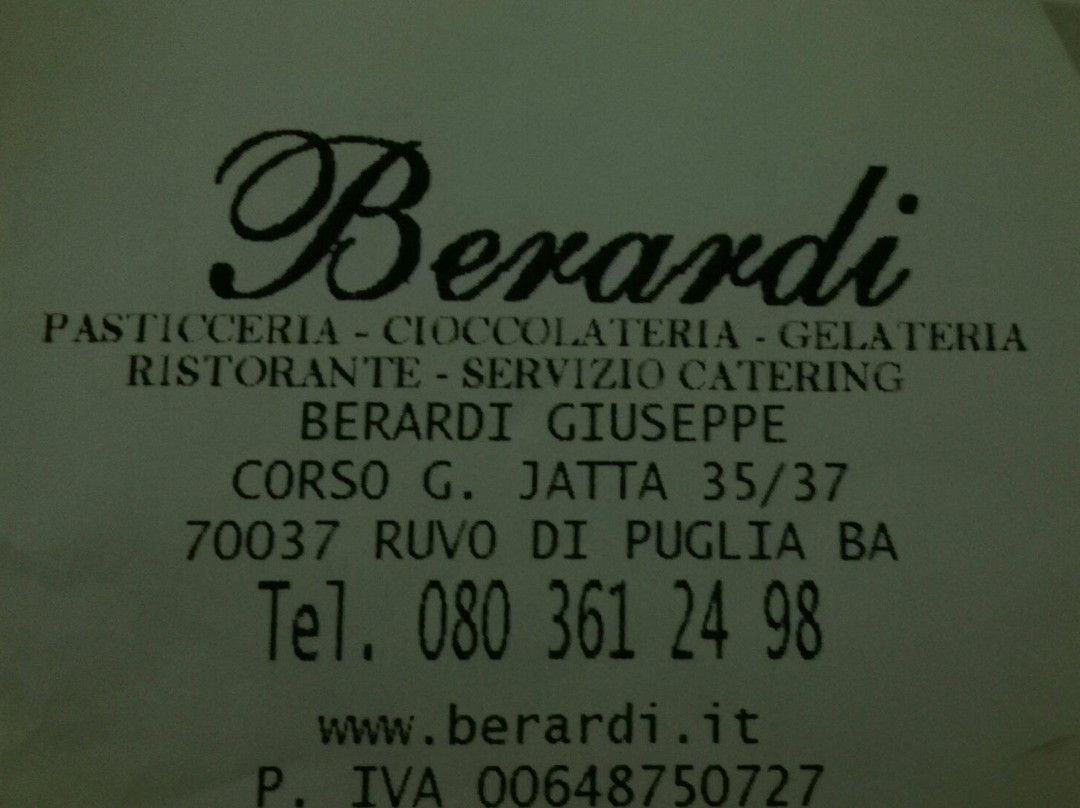 Berardi
PASTICCERIA - CIOCCOLATERIA - GELATERIA
RISTORANTE - SERVIZIO CATERING
BERARDI GIUSEPPE
CORSO G. JATTA 35/37
70037 RUVO DI PUGLIA BA
Tel. 080 361 24 98
www.berardi.it
P. IVA 00648750727